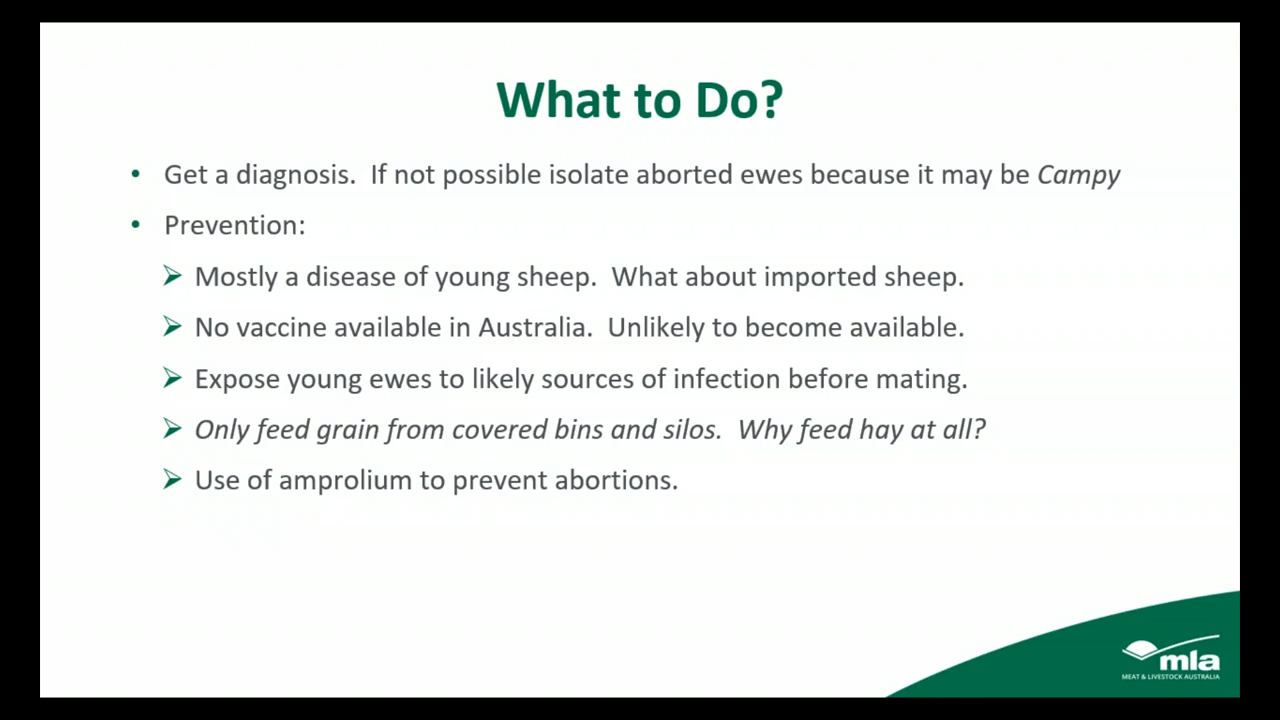 What to Do?
• Get a diagnosis. If not possible isolate aborted ewes because it may be Campy
• Prevention:
➢ Mostly a disease of young sheep. What about imported sheep.
➢ No vaccine available in Australia. Unlikely to become available.
➢ Expose young ewes to likely sources of infection before mating.
➢ Only feed grain from covered bins and silos. Why feed hay at all?
➢ Use of amprolium to prevent abortions.
mla
MEAT & LIVESTOCK AUSTRALIA